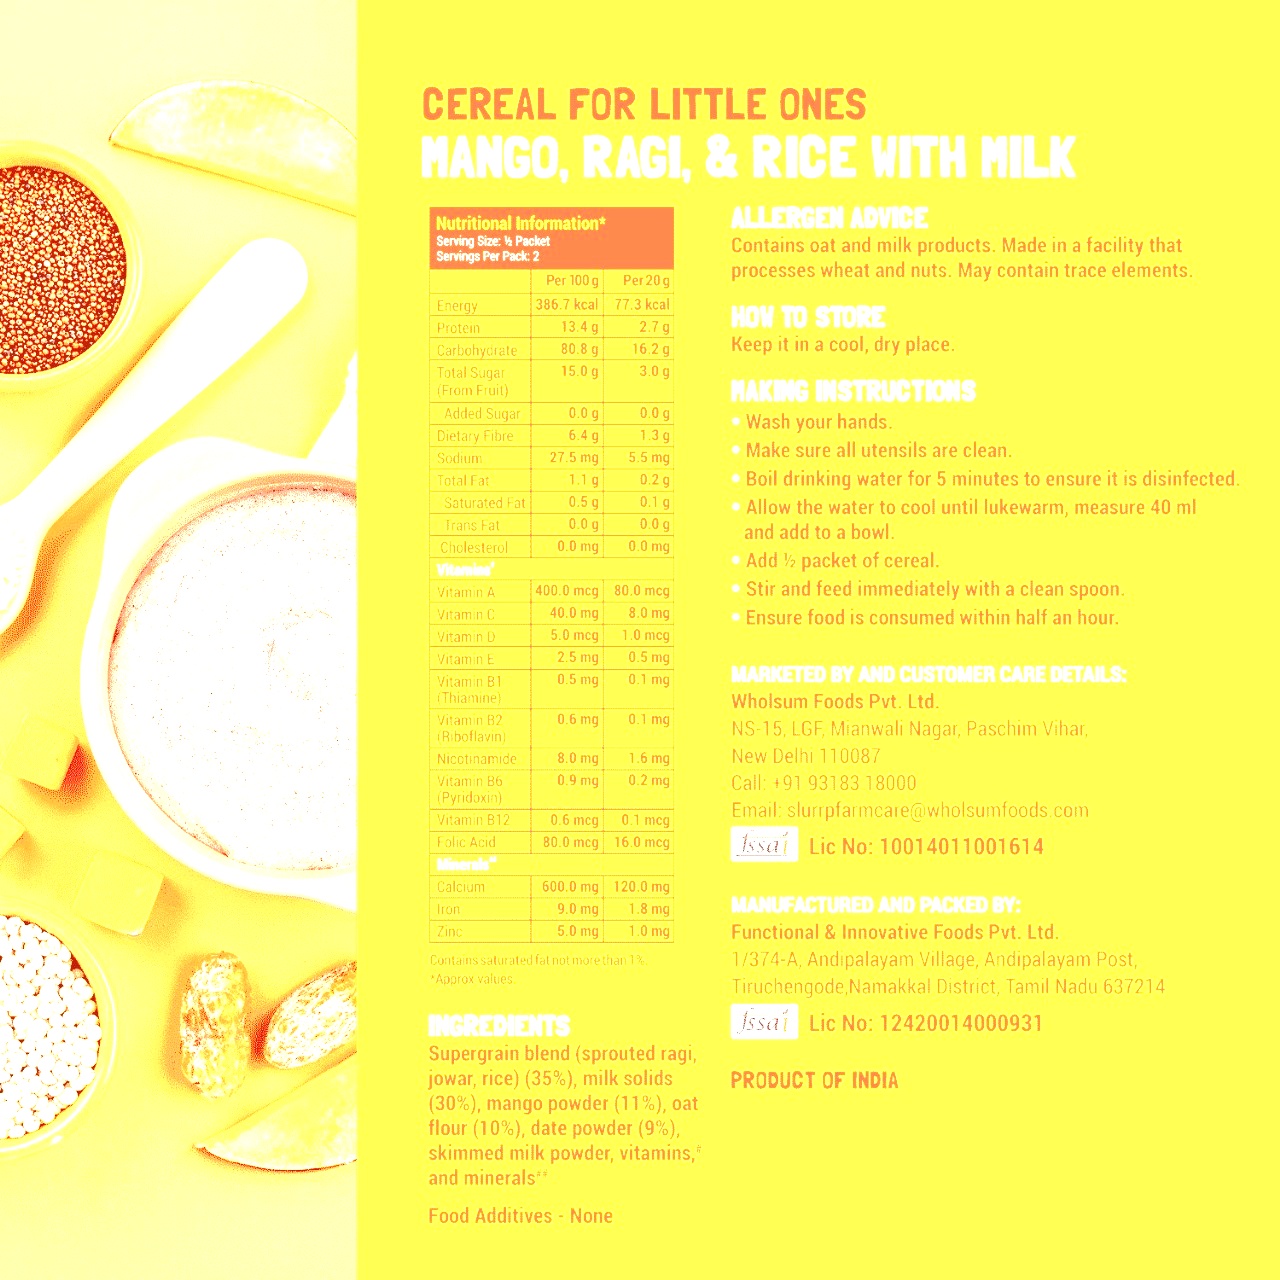 CEREAL FOR LITTLE ONES
MANGO, RAGI, & RICE WITH MILK
Nutritional Information*
Serving Size: ½ Packet
Servings Per Pack: 2
Per 100 g Per 20 g
Energy 386.7 kcal 77.3 kcal
Protein 13.4 g 2.7 g
Carbohydrate 80.8 g 16.2 g
Total Sugar 15.0 g 3.0 g
(From Fruit)
Added Sugar 0.0 g 0.0 g
Dietary Fibre 6.4 g 1.3 g
Sodium 27.5 mg 5.5 mg
Total Fat 1.1 g 0.2 g
Saturated Fat 0.5 g 0.1 g
Trans Fat 0.0 g 0.0 g
Cholesterol 0.0 mg 0.0 mg
Vitamins#
Vitamin A 400.0 mcg 80.0 mcg
Vitamin C 40.0 mg 8.0 mg
Vitamin D 5.0 mcg 1.0 mcg
Vitamin E 2.5 mg 0.5 mg
Vitamin B1 0.5 mg 0.1 mg
(Thiamine)
Vitamin B2 0.6 mg 0.1 mg
(Riboflavin)
Nicotinamide 8.0 mg 1.6 mg
Vitamin B6 0.9 mg 0.2 mg
(Pyridoxin)
Vitamin B12 0.6 mcg 0.1 mcg
Folic Acid 80.0 mcg 16.0 mcg
Minerals##
Calcium 600.0 mg 120.0 mg
Iron 9.0 mg 1.8 mg
Zinc 5.0 mg 1.0 mg
Contains saturated fat not more than 1%.
*Approx values.
INGREDIENTS
Supergrain blend (sprouted ragi,
jowar, rice) (35%), milk solids
(30%), mango powder (11%), oat
flour (10%), date powder (9%),
skimmed milk powder, vitamins,#
and minerals##
Food Additives - None
ALLERGEN ADVICE
Contains oat and milk products. Made in a facility that
processes wheat and nuts. May contain trace elements.
HOW TO STORE
Keep it in a cool, dry place.
MAKING INSTRUCTIONS
• Wash your hands.
• Make sure all utensils are clean.
• Boil drinking water for 5 minutes to ensure it is disinfected.
• Allow the water to cool until lukewarm, measure 40 ml
and add to a bowl.
• Add ½ packet of cereal.
• Stir and feed immediately with a clean spoon.
• Ensure food is consumed within half an hour.
MARKETED BY AND CUSTOMER CARE DETAILS:
Wholsum Foods Pvt. Ltd.
NS-15, LGF, Mianwali Nagar, Paschim Vihar,
New Delhi 110087
Call: +91 93183 18000
Email: slurrpfarmcare@wholsumfoods.com
fssai Lic No: 10014011001614
MANUFACTURED AND PACKED BY:
Functional & Innovative Foods Pvt. Ltd.
1/374-A, Andipalayam Village, Andipalayam Post,
Tiruchengode,Namakkal District, Tamil Nadu 637214
fssai Lic No: 12420014000931
PRODUCT OF INDIA